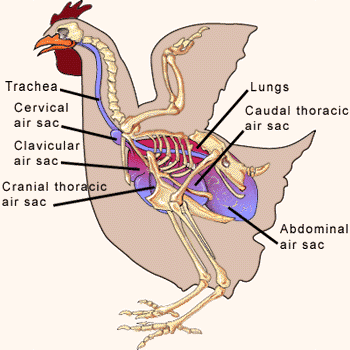 Trachea
Cervical
air sac
Clavicular
air sac
Cranial thoracic
air sac
Lungs
Caudal thoracic
air sac
Abdominal
air sac